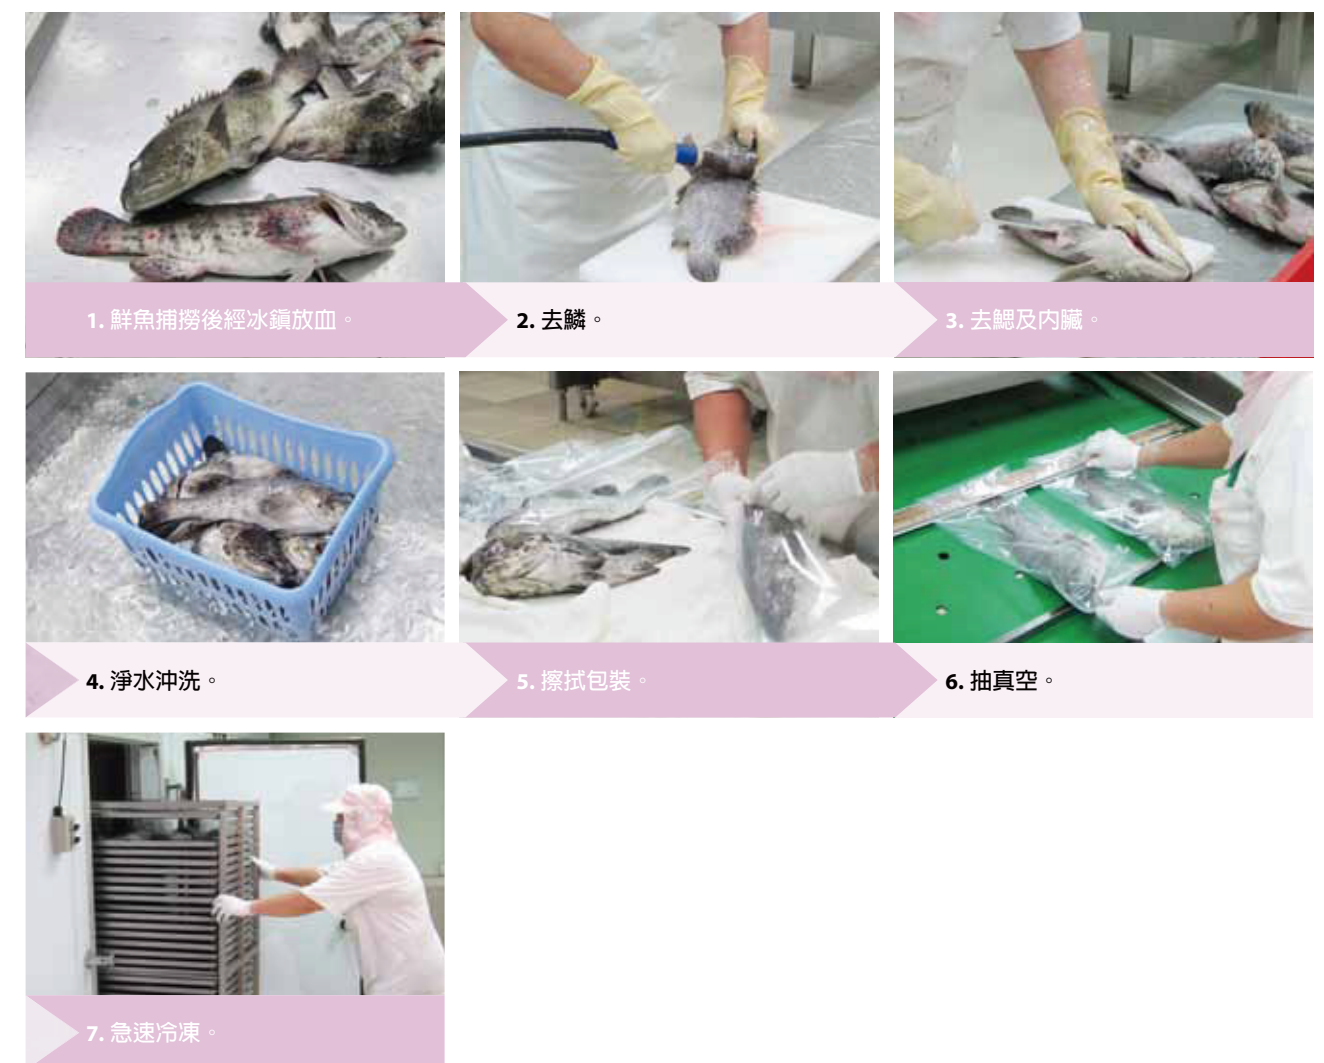 1. 鮮魚捕撈後經冰鎮放血。
2. 去鱗。
3. 去鰓及內臟。
4. 淨水沖洗。
5. 擦拭包裝。
6. 抽真空。
7. 急速冷凍。